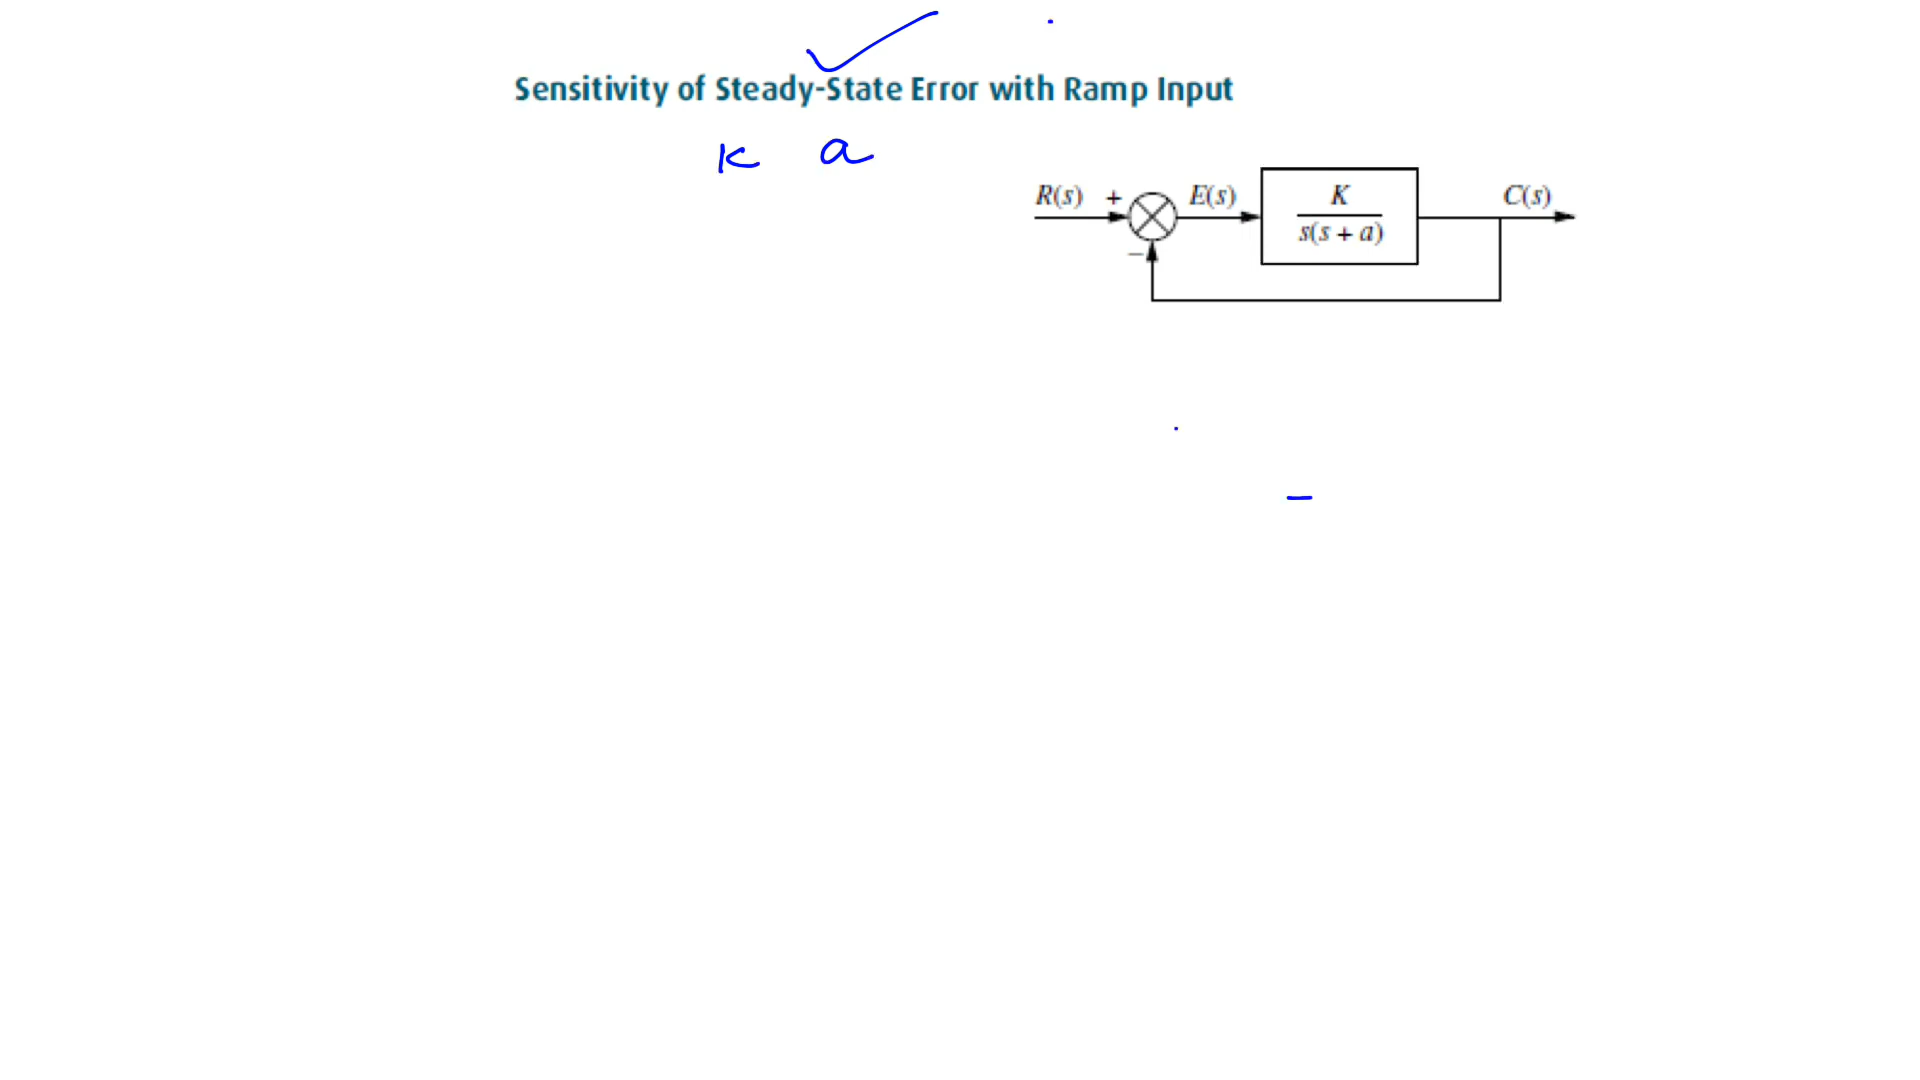 Sensitivity of Steady-State Error with Ramp Input
K a
R(s) + E(s) K C(s)
s(s + a)
−